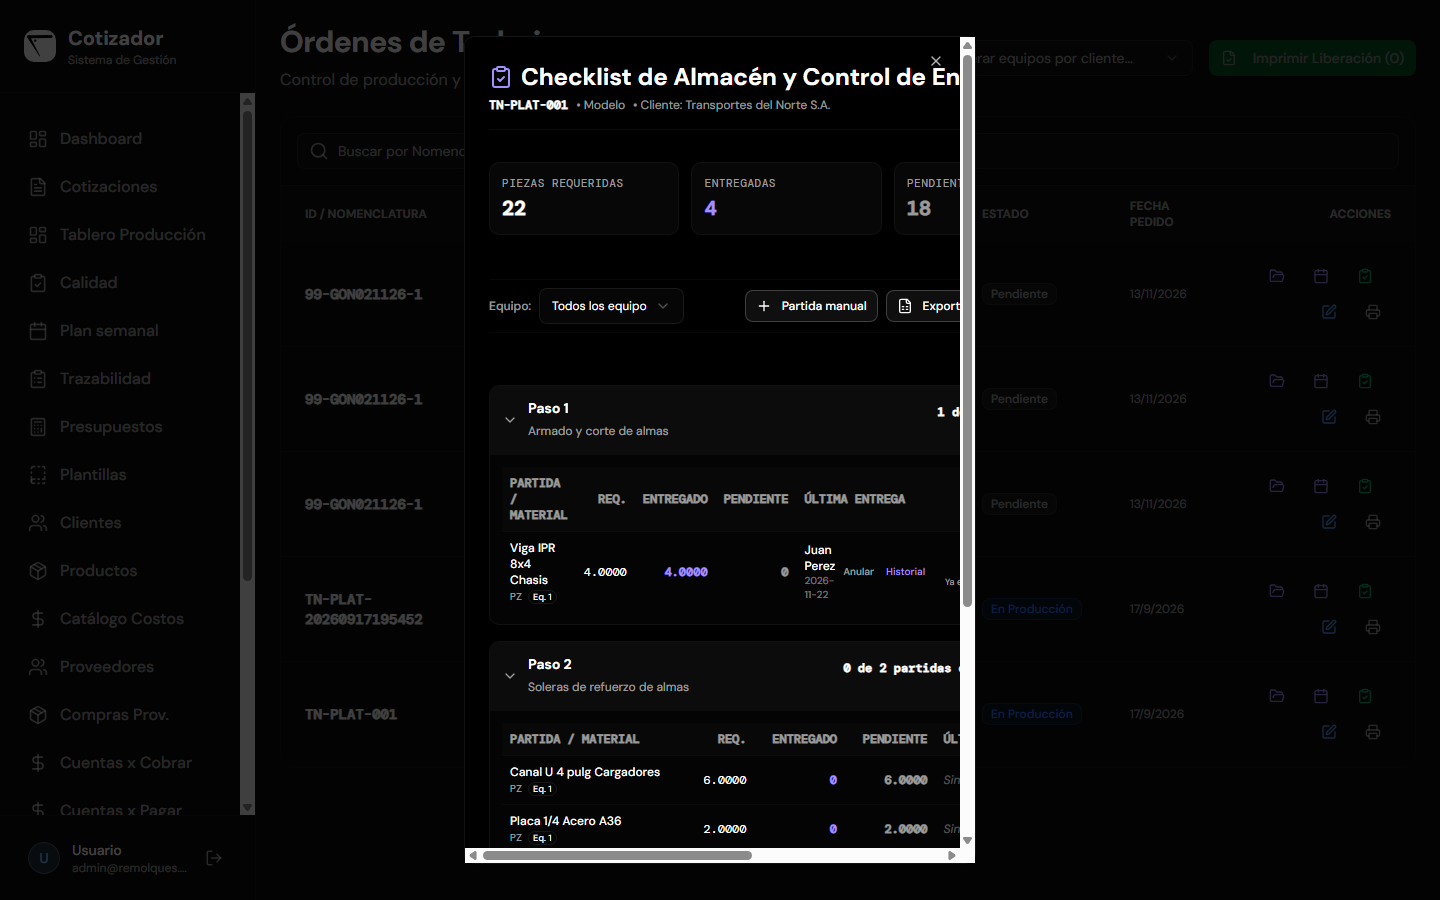 Cotizador
Sistema de Gestión
Dashboard
Cotizaciones
Tablero Producción
Calidad
Plan semanal
Trazabilidad
Presupuestos
Plantillas
Clientes
Productos
Catálogo Costos
Proveedores
Compras Prov.
Cuentas x Cobrar
Cuentas x Pagar
U
Usuario
admin@remolques....
Órdenes de
Control de producción y
rar equipos por cliente...
Imprimir Liberación (0)
Buscar por Nomenc
ID / NOMENCLATURA
ESTADO
FECHA
PEDIDO
ACCIONES
99-GON021126-1
Pendiente
13/11/2026
99-GON021126-1
Pendiente
13/11/2026
99-GON021126-1
Pendiente
13/11/2026
TN-PLAT-
20260917195452
En Producción
17/9/2026
TN-PLAT-001
En Producción
17/9/2026
Checklist de Almacén y Control de En
TN-PLAT-001 • Modelo • Cliente: Transportes del Norte S.A.
PIEZAS REQUERIDAS
22
ENTREGADAS
4
PENDIENT
18
Equipo:
Todos los equipo
Partida manual
Export
Paso 1
Armado y corte de almas
1 d
PARTIDA
/
MATERIAL
REQ.
ENTREGADO
PENDIENTE
ÚLTIMA ENTREGA
Viga IPR
8x4
Chasis
PZ Eq. 1
4.0000
4.0000
0
Juan
Perez
2026-
11-22
Anular
Historial
Ya e
Paso 2
Soleras de refuerzo de almas
0 de 2 partidas
PARTIDA / MATERIAL
REQ.
ENTREGADO
PENDIENTE
ÚL
Canal U 4 pulg Cargadores
PZ Eq. 1
6.0000
0
6.0000
Sin
Placa 1/4 Acero A36
PZ Eq. 1
2.0000
0
2.0000
Sin